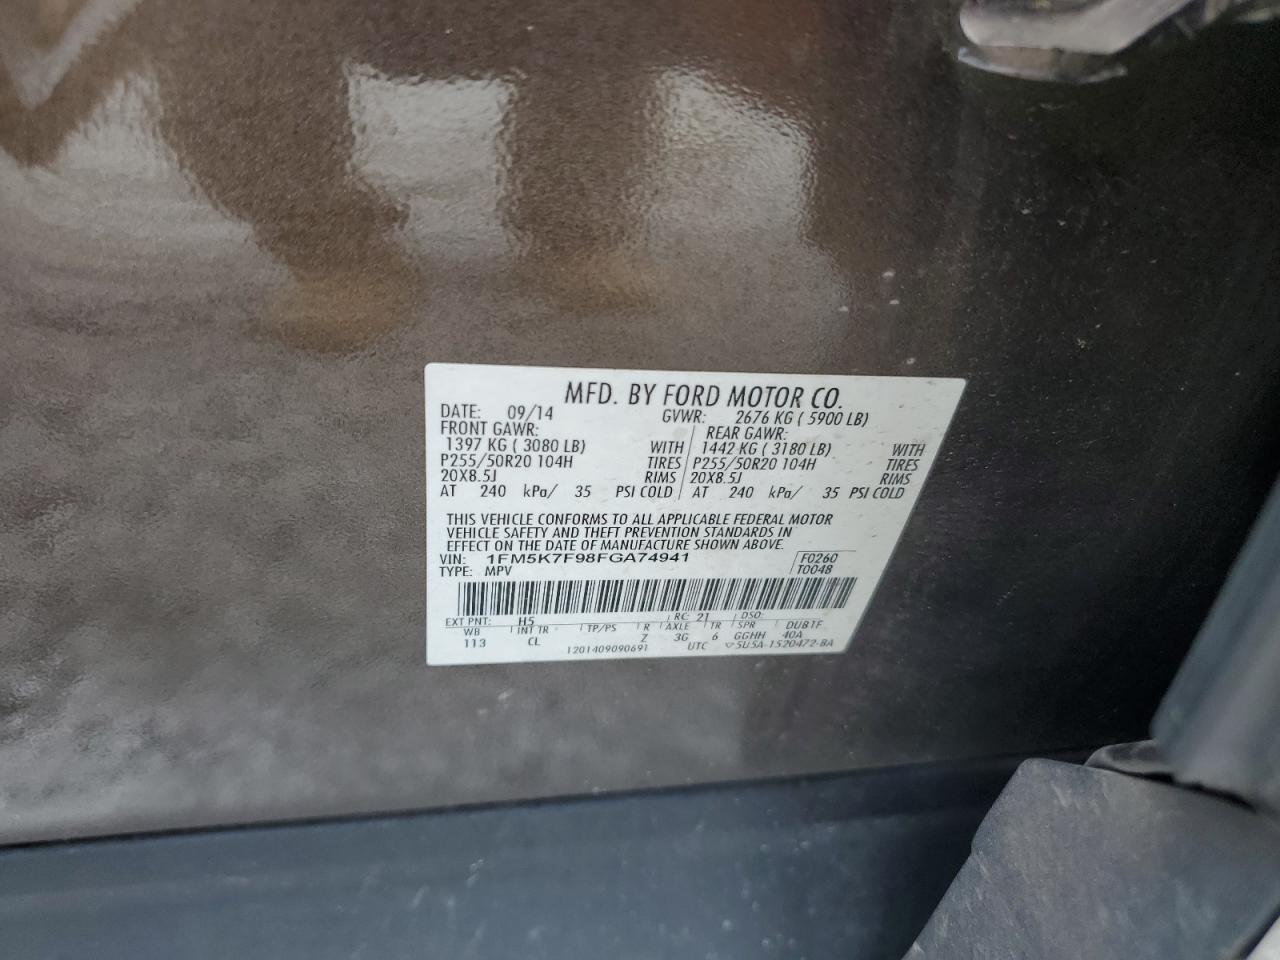 MFD. BY FORD MOTOR CO.
DATE: 09/14 GVWR: 2676 KG ( 5900 LB)
FRONT GAWR: REAR GAWR:
1397 KG ( 3080 LB) WITH 1442 KG ( 3180 LB) WITH
P255/50R20 104H TIRES P255/50R20 104H TIRES
20X8.5J RIMS 20X8.5J RIMS
AT 240 kPa/ 35 PSI COLD AT 240 kPa/ 35 PSI COLD
THIS VEHICLE CONFORMS TO ALL APPLICABLE FEDERAL MOTOR
VEHICLE SAFETY AND THEFT PREVENTION STANDARDS IN
EFFECT ON THE DATE OF MANUFACTURE SHOWN ABOVE.
VIN: 1FM5K7F98FGA74941 F0260
TYPE: MPV T0048
EXT PNT: H5 RC: 21 DSO:
WB INT TR TP/PS R AXLE TR SPR DUB1F
113 CL Z 3G 6 GGHH 40A
1201409090691 UTC ▽5U5A-1520472-BA